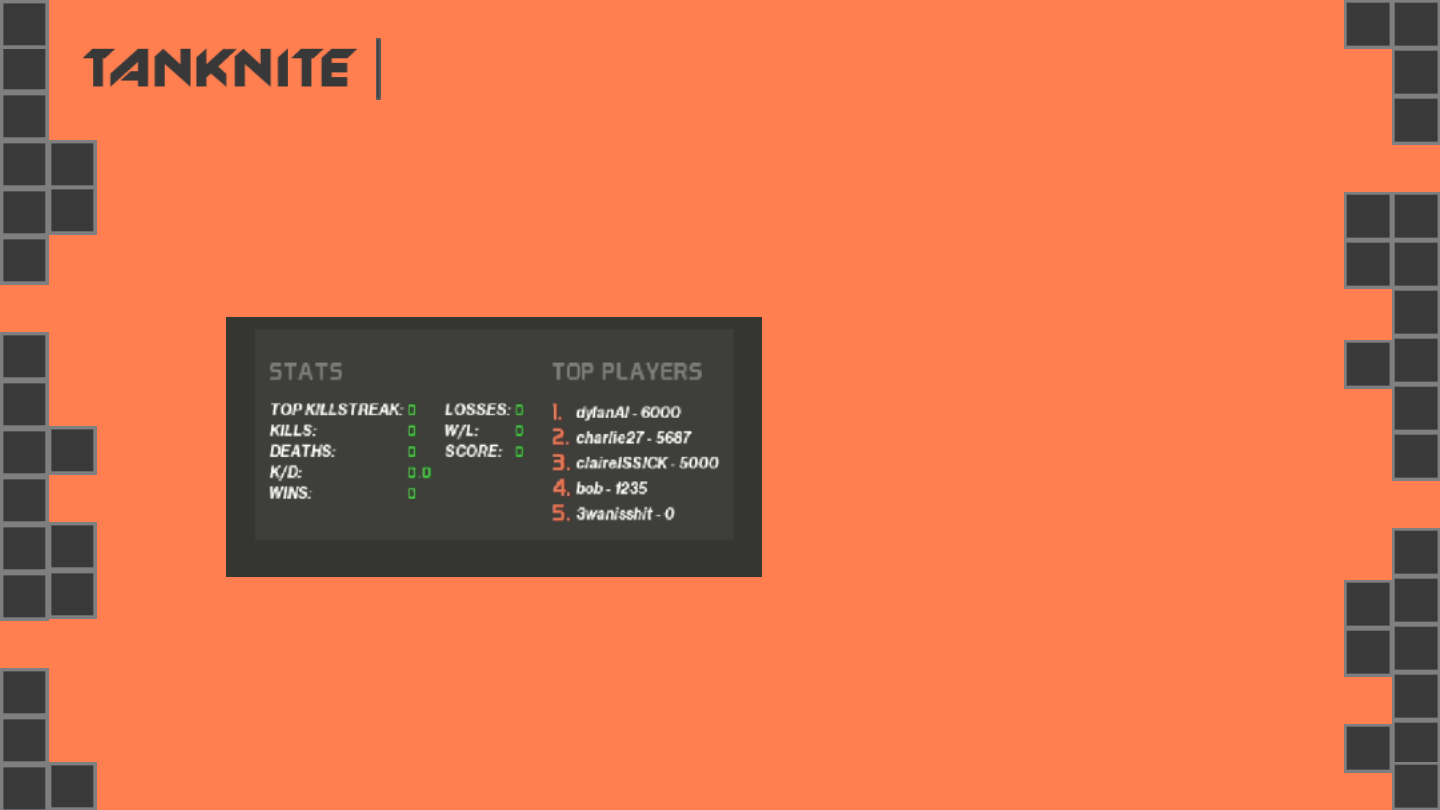 TANKNITE
STATS
TOP KILLSTREAK: 0
KILLS: 0
DEATHS: 0
K/D: 0.0
WINS: 0
LOSSES: 0
W/L: 0
SCORE: 0
TOP PLAYERS
1. dylanAI - 6000
2. charlie27 - 5687
3. claireISSICK - 5000
4. bob - 1235
5. 3wanisshit - 0